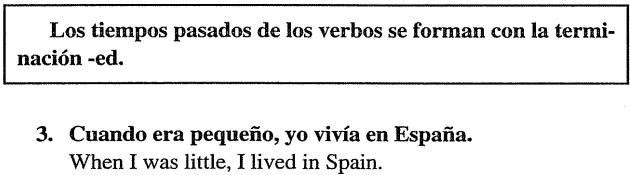 Los tiempos pasados de los verbos se forman con la termi-
nación -ed.
3. Cuando era pequeño, yo vivía en España.
When I was little, I lived in Spain.